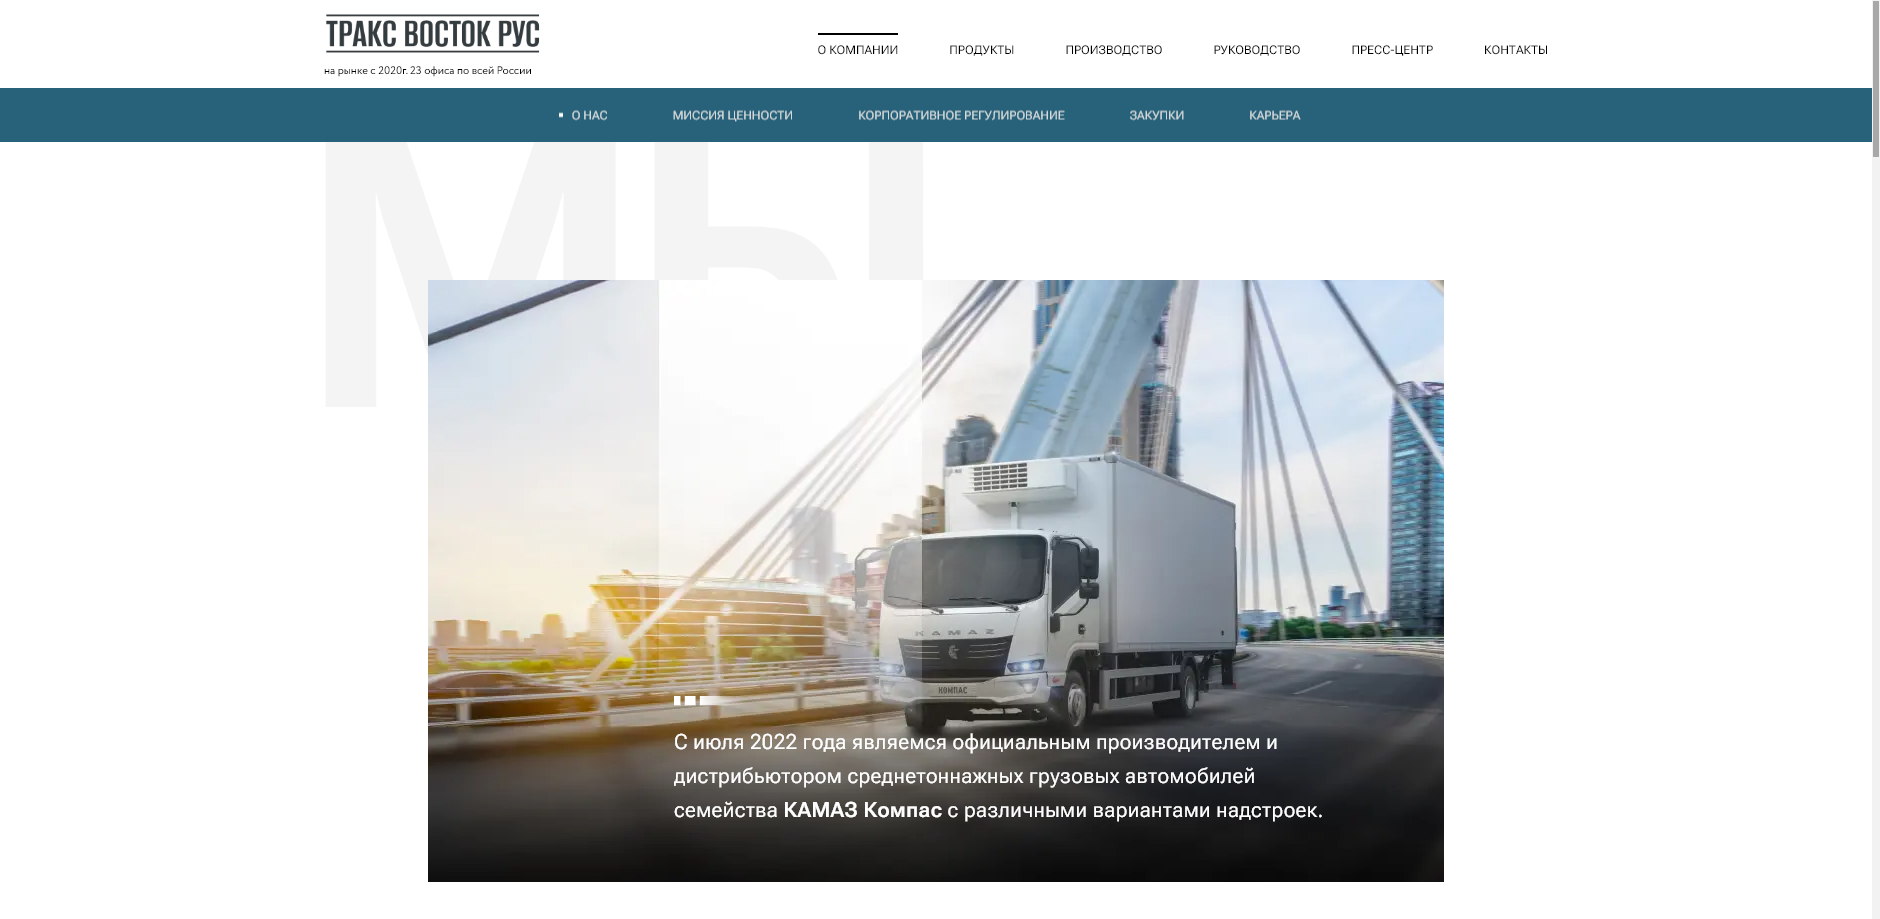 ТРАКС ВОСТОК РУС
на рынке с 2020г. 23 офиса по всей России
О КОМПАНИИ ПРОДУКТЫ ПРОИЗВОДСТВО РУКОВОДСТВО ПРЕСС-ЦЕНТР КОНТАКТЫ
О НАС МИССИЯ ЦЕННОСТИ КОРПОРАТИВНОЕ РЕГУЛИРОВАНИЕ ЗАКУПКИ КАРЬЕРА
МЫ
KAMAZ
КОМПАС
С июля 2022 года являемся официальным производителем и
дистрибьютором среднетоннажных грузовых автомобилей
семейства КАМАЗ Компас с различными вариантами надстроек.